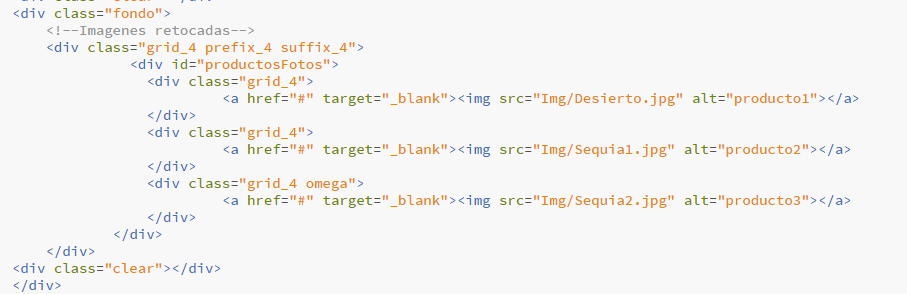 <div class="fondo">
<!--Imagenes retocadas-->
<div class="grid_4 prefix_4 suffix_4">
<div id="productosFotos">
<div class="grid_4">
<a href="#" target="_blank"><img src="Img/Desierto.jpg" alt="producto1"></a>
</div>
<div class="grid_4">
<a href="#" target="_blank"><img src="Img/Sequia1.jpg" alt="producto2"></a>
</div>
<div class="grid_4 omega">
<a href="#" target="_blank"><img src="Img/Sequia2.jpg" alt="producto3"></a>
</div>
</div>
</div>
<div class="clear"></div>
</div>